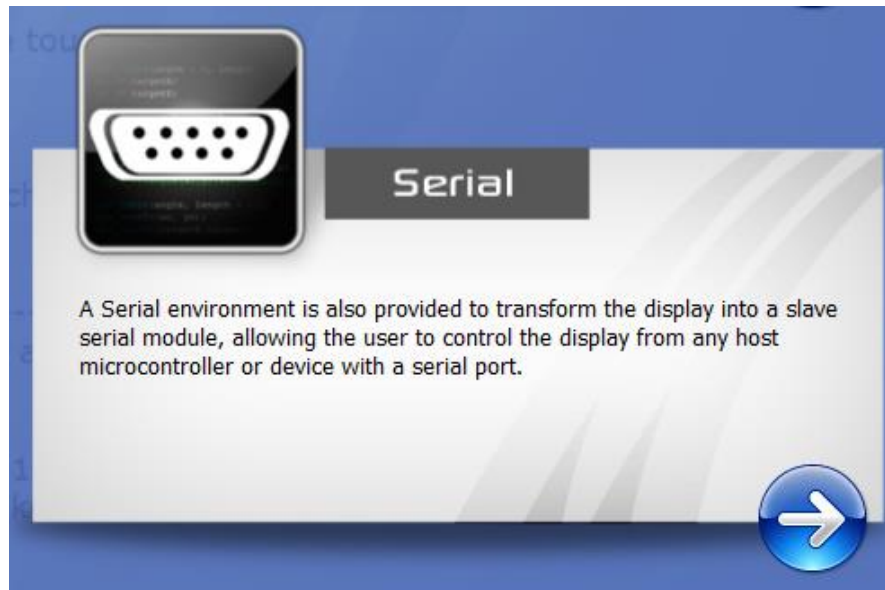 Serial
A Serial environment is also provided to transform the display into a slave
serial module, allowing the user to control the display from any host
microcontroller or device with a serial port.